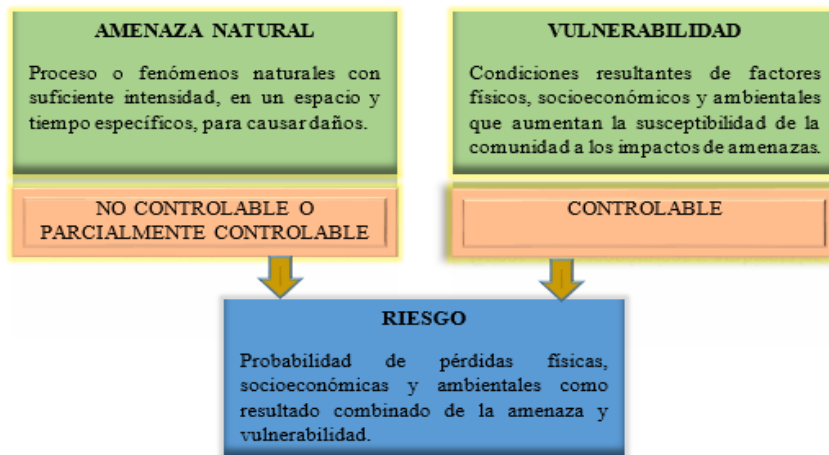 AMENAZA NATURAL
Proceso o fenómenos naturales con
suficiente intensidad, en un espacio y
tiempo específicos, para causar daños.
NO CONTROLABLE O
PARCIALMENTE CONTROLABLE
VULNERABILIDAD
Condiciones resultantes de factores
físicos, socioeconómicos y ambientales
que aumentan la susceptibilidad de la
comunidad a los impactos de amenazas.
CONTROLABLE
RIESGO
Probabilidad de pérdidas físicas,
socioeconómicas y ambientales como
resultado combinado de la amenaza y
vulnerabilidad.